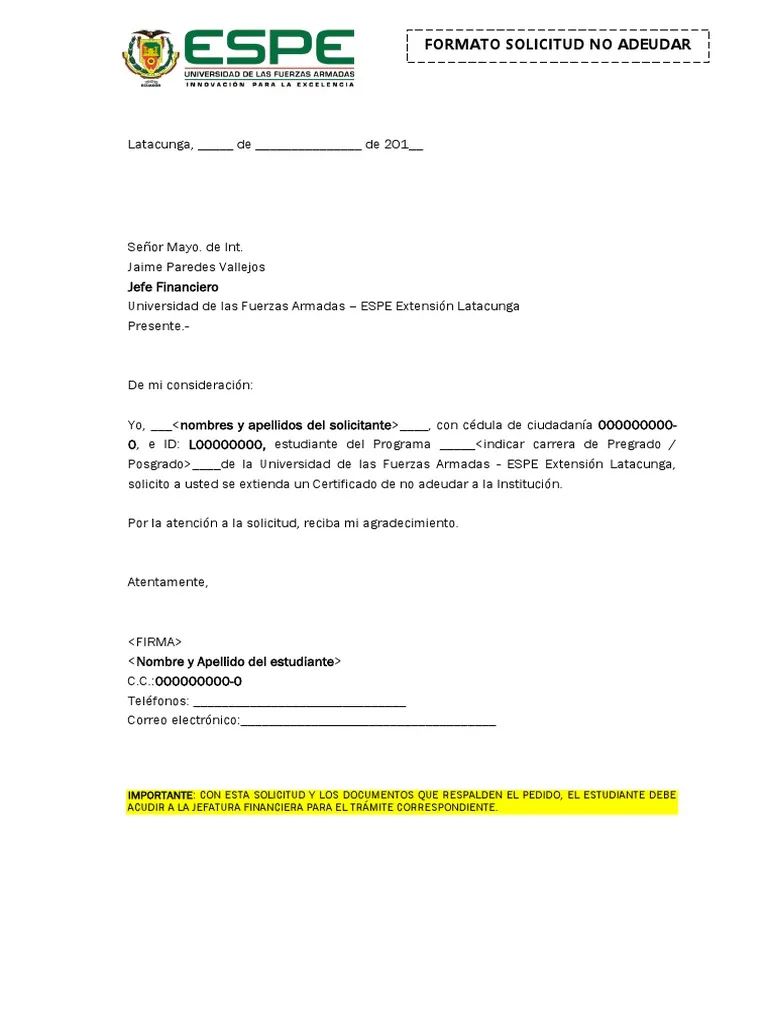 ESPE
UNIVERSIDAD DE LAS FUERZAS ARMADAS
INNOVACIÓN PARA LA EXCELENCIA
ECUADOR
FORMATO SOLICITUD NO ADEUDAR
Latacunga, _____ de _______________ de 201__
Señor Mayo. de Int.
Jaime Paredes Vallejos
Jefe Financiero
Universidad de las Fuerzas Armadas – ESPE Extensión Latacunga
Presente.-
De mi consideración:
Yo, ___<nombres y apellidos del solicitante>____, con cédula de ciudadanía 000000000-
0, e ID: L00000000, estudiante del Programa _____<indicar carrera de Pregrado /
Posgrado>____de la Universidad de las Fuerzas Armadas - ESPE Extensión Latacunga,
solicito a usted se extienda un Certificado de no adeudar a la Institución.
Por la atención a la solicitud, reciba mi agradecimiento.
Atentamente,
<FIRMA>
<Nombre y Apellido del estudiante>
C.C.:000000000-0
Teléfonos: ______________________________
Correo electrónico:____________________________________
IMPORTANTE: CON ESTA SOLICITUD Y LOS DOCUMENTOS QUE RESPALDEN EL PEDIDO, EL ESTUDIANTE DEBE
ACUDIR A LA JEFATURA FINANCIERA PARA EL TRÁMITE CORRESPONDIENTE.